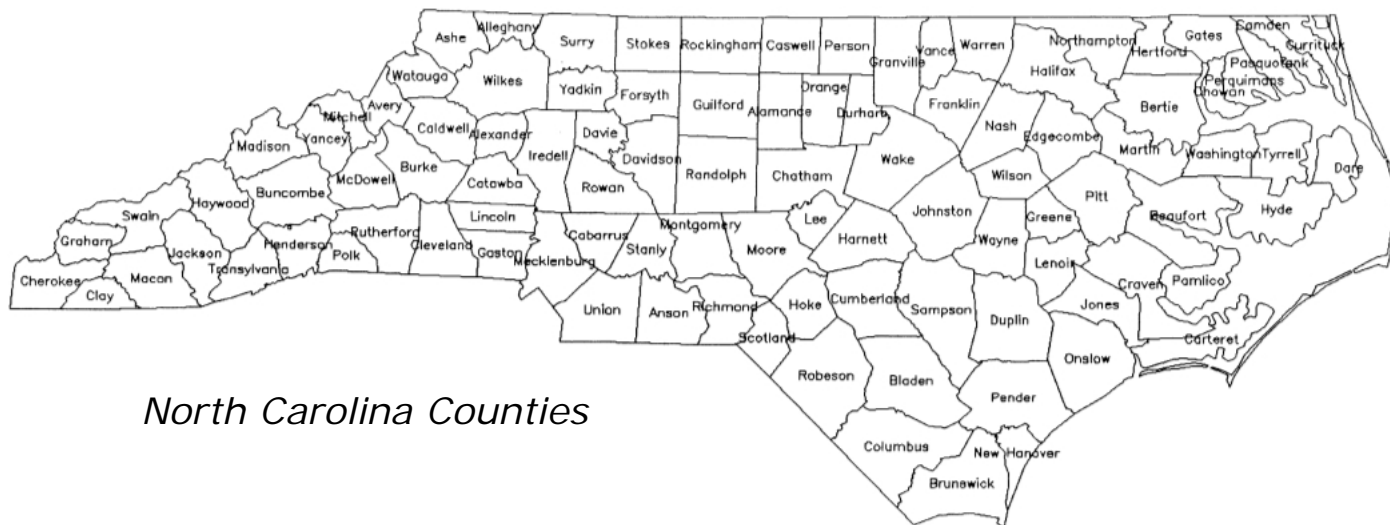 Ashe
Alleghany
Surry
Stokes
Rockingham
Caswell
Person
Granville
Vance
Warren
Northampton
Hertford
Gates
Camden
Currituck
Pasquotank
Perquimans
Chowan
Watauga
Wilkes
Yadkin
Forsyth
Guilford
Alamance
Orange
Durham
Franklin
Halifax
Bertie
Mitchell
Avery
Caldwell
Alexander
Iredell
Davie
Davidson
Randolph
Chatham
Wake
Nash
Edgecombe
Martin
Washington
Tyrrell
Dare
Madison
Yancey
McDowell
Burke
Catawba
Rowan
Wilson
Pitt
Haywood
Buncombe
Lincoln
Johnston
Greene
Beaufort
Hyde
Swain
Graham
Jackson
Henderson
Rutherford
Cleveland
Gaston
Mecklenburg
Cabarrus
Stanly
Montgomery
Moore
Lee
Harnett
Wayne
Lenoir
Craven
Pamlico
Cherokee
Clay
Macon
Transylvania
Polk
Union
Anson
Richmond
Scotland
Hoke
Cumberland
Sampson
Duplin
Jones
Carteret
Onslow
Robeson
Bladen
Pender
Columbus
New Hanover
Brunswick
North Carolina Counties